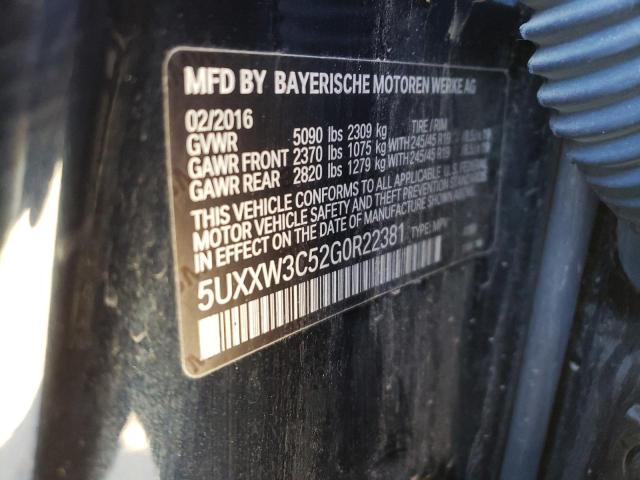 MFD BY BAYERISCHE MOTOREN WERKE AG
02/2016 TIRE / RIM
GVWR 5090 lbs 2309 kg
GAWR FRONT 2370 lbs 1075 kg WITH 245/45 R19
GAWR REAR 2820 lbs 1279 kg WITH 245/45 R19
THIS VEHICLE CONFORMS TO ALL APPLICABLE U.S. FEDERAL
MOTOR VEHICLE SAFETY AND THEFT PREVENTION STANDARDS
IN EFFECT ON THE DATE OF MANUFACTURE
5UXXW3C52G0R22381 TYPE: MPV